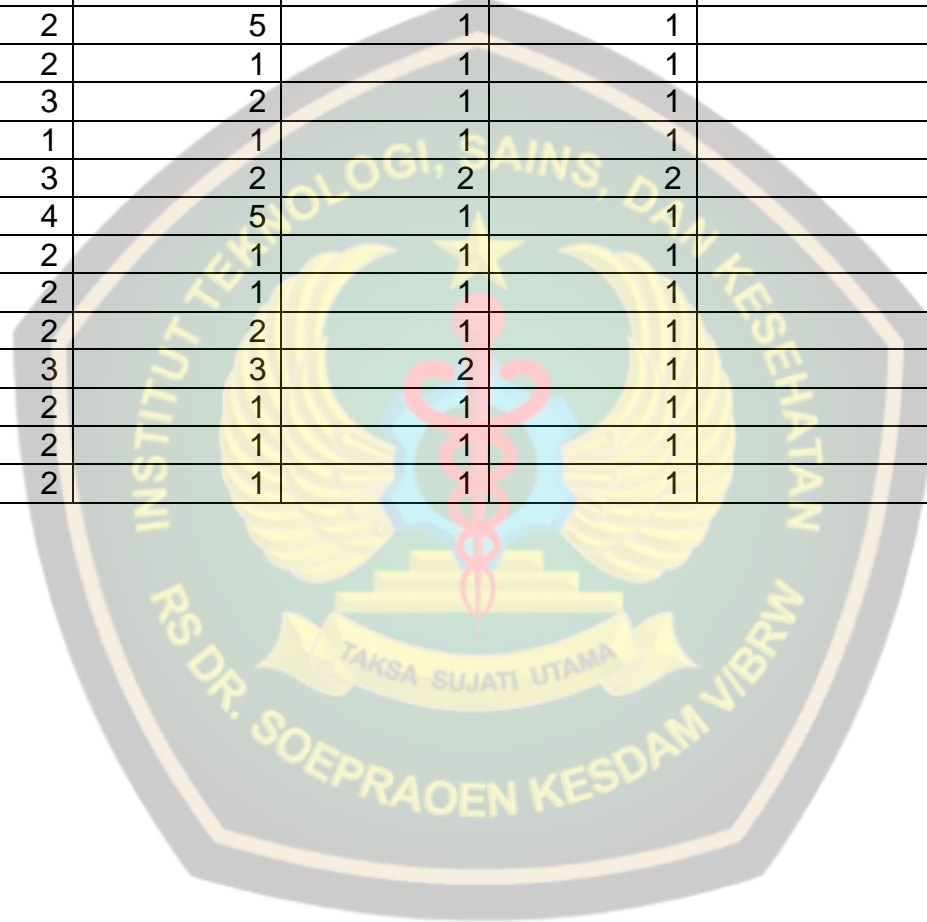 2 5 1 1
2 1 1 1
3 2 1 1
1 1 1 1
3 2 2 2
4 5 1 1
2 1 1 1
2 1 1 1
2 2 1 1
3 3 2 1
2 1 1 1
2 1 1 1
2 1 1 1
INSTITUT TEKNOLOGI, SAINS, DAN KESEHATAN
TAKSA SUJATI UTAMA
RS DR. SOEPRAOEN KESDAM V/BRW